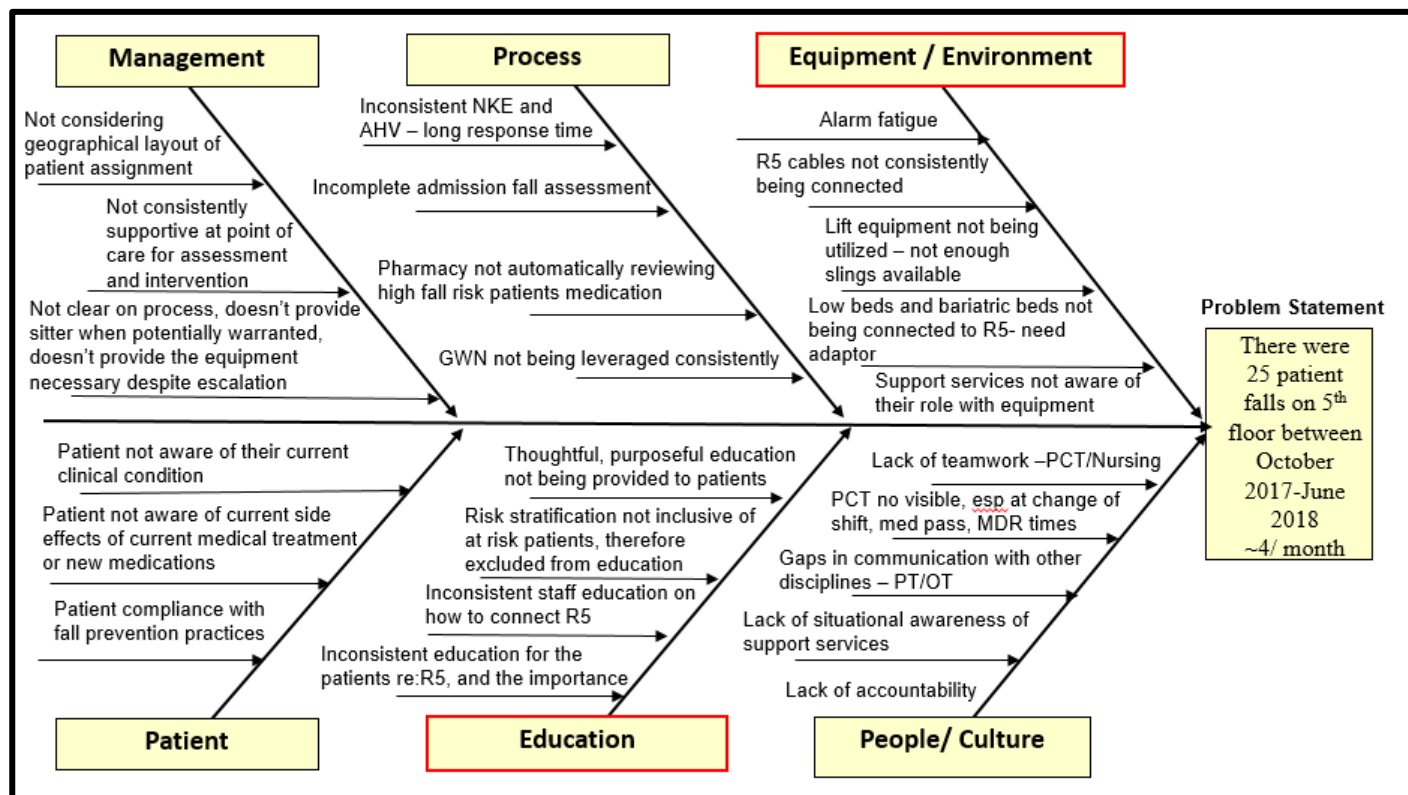 Management
Not considering
geographical layout of
patient assignment
Not consistently
supportive at point of
care for assessment
and intervention
Not clear on process, doesn't provide
sitter when potentially warranted,
doesn't provide the equipment
necessary despite escalation
Process
Inconsistent NKE and
AHV – long response time
Incomplete admission fall assessment
Pharmacy not automatically reviewing
high fall risk patients medication
GWN not being leveraged consistently
Equipment / Environment
Alarm fatigue
R5 cables not consistently
being connected
Lift equipment not being
utilized – not enough
slings available
Low beds and bariatric beds not
being connected to R5- need
adaptor
Support services not aware of
their role with equipment
Problem Statement
There were
25 patient
falls on 5th
floor between
October
2017-June
2018
~4/ month
Patient not aware of their current
clinical condition
Patient not aware of current side
effects of current medical treatment
or new medications
Patient compliance with
fall prevention practices
Patient
Thoughtful, purposeful education
not being provided to patients
Risk stratification not inclusive of
at risk patients, therefore
excluded from education
Inconsistent staff education on
how to connect R5
Inconsistent education for the
patients re:R5, and the importance
Education
Lack of teamwork –PCT/Nursing
PCT no visible, esp at change of
shift, med pass, MDR times
Gaps in communication with other
disciplines – PT/OT
Lack of situational awareness of
support services
Lack of accountability
People/ Culture